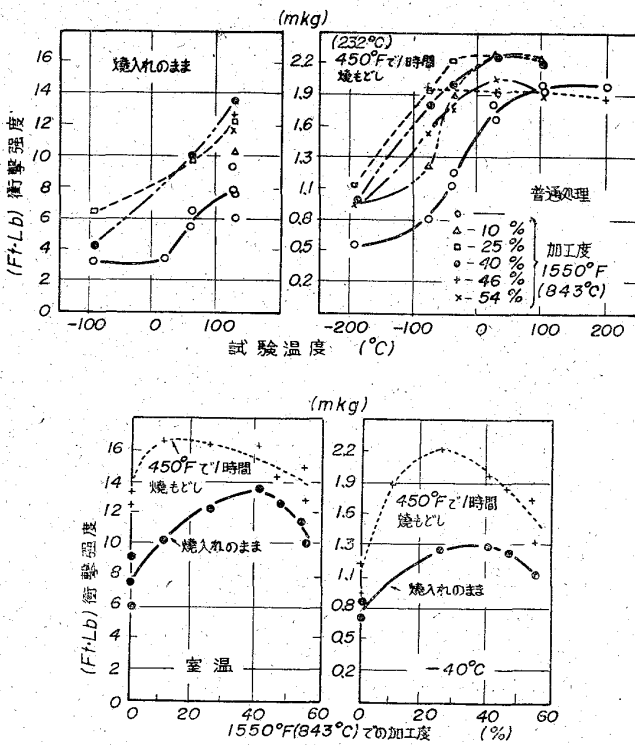 (mkg)
16
14
12
10
8
6
4
2
0
焼入れのまま
(Ft·Lb) 衝撃强度
-100
0
100
(232°C)
450°Fで1時間
焼もどし
2.2
1.9
1.7
1.3
1.1
0.8
0.5
0.2
普通処理
10 %
25 %
40 %
46 %
54 %
加工度
1550°F
(843°C)
-200
-100
0
100
200
試験温度 (°C)
(mkg)
16
14
12
10
8
6
4
2
0
450°Fで1時間
焼もどし
焼入れのまま
室温
(Ft·Lb) 衝撃强度
0
20
40
60
2.2
1.9
1.7
1.3
1.1
0.8
0.5
0.2
450°Fで1時間
焼もどし
焼入れのまま
-40°C
0
20
40
60
1550°F(843°C)での加工度 (%)